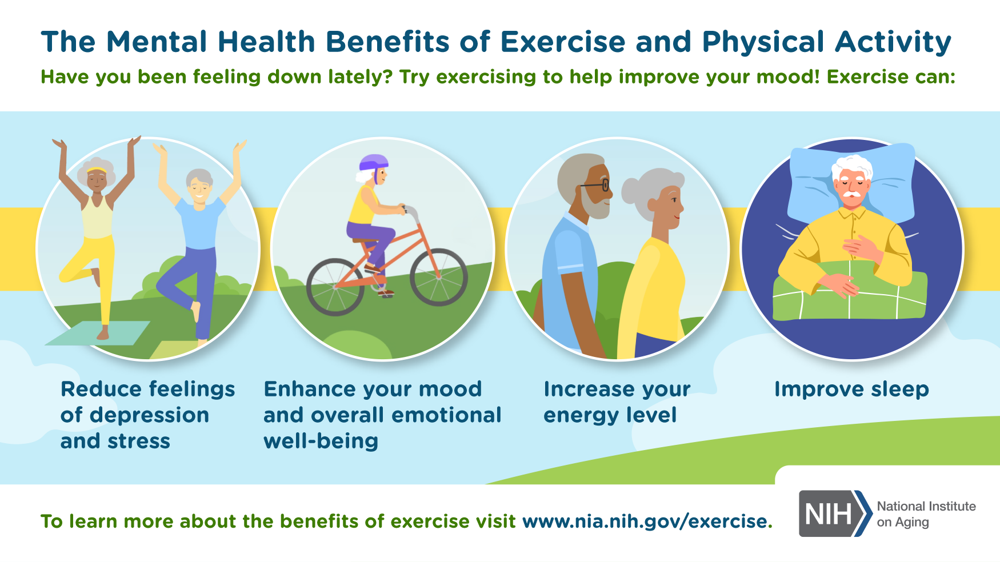 The Mental Health Benefits of Exercise and Physical Activity
Have you been feeling down lately? Try exercising to help improve your mood! Exercise can:
Reduce feelings
of depression
and stress
Enhance your mood
and overall emotional
well-being
Increase your
energy level
Improve sleep
To learn more about the benefits of exercise visit www.nia.nih.gov/exercise.
NIH
National Institute
on Aging